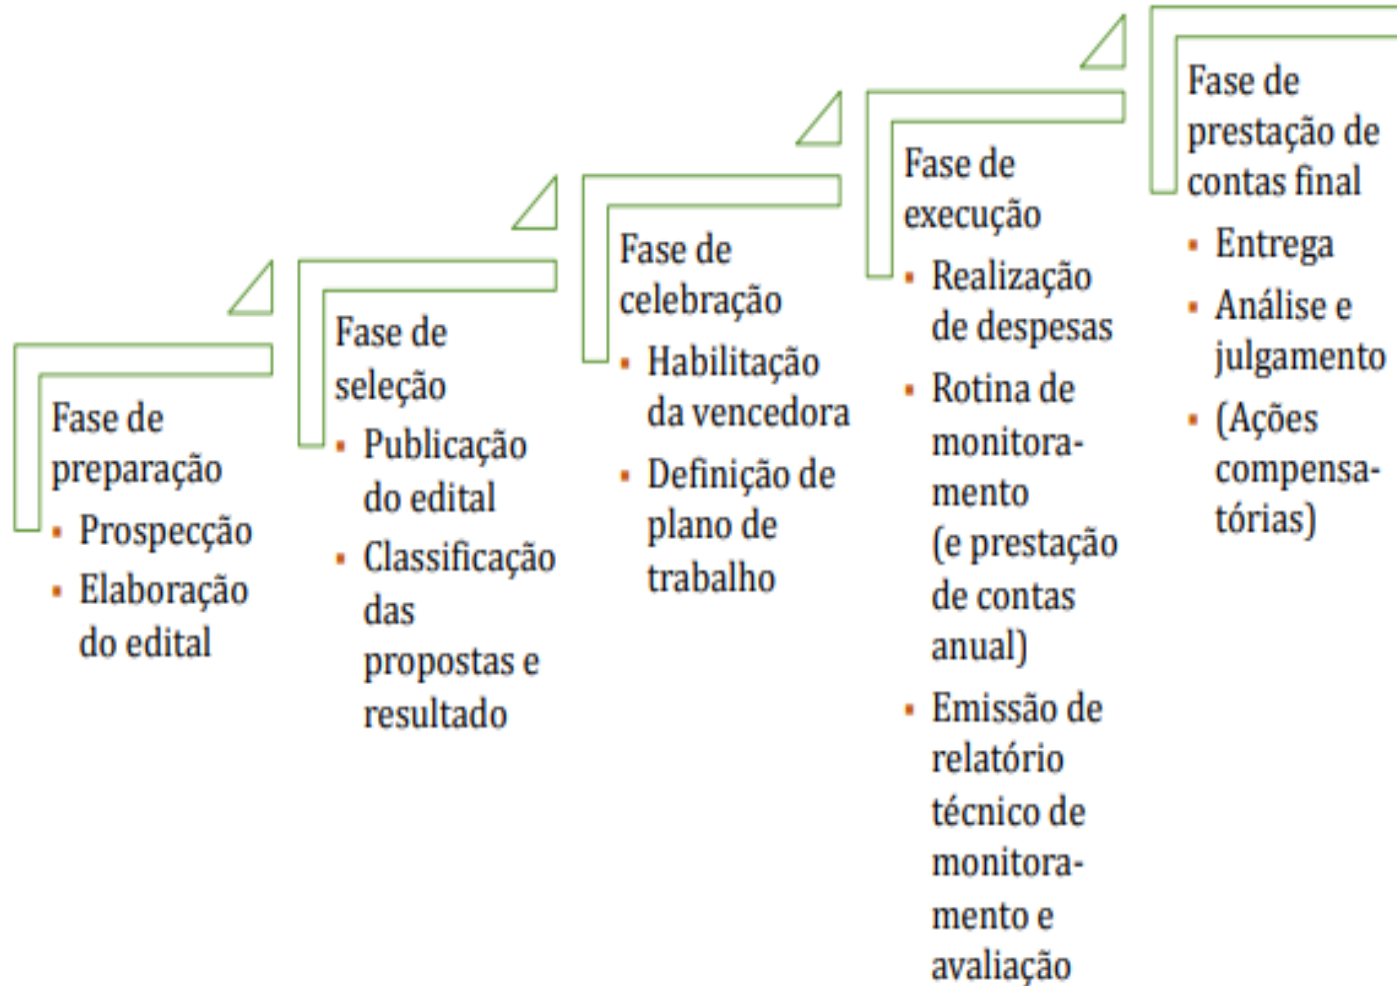 Fase de
preparação
▪ Prospecção
▪ Elaboração
do edital
Fase de
seleção
▪ Publicação
do edital
▪ Classificação
das
propostas e
resultado
Fase de
celebração
▪ Habilitação
da vencedora
▪ Definição de
plano de
trabalho
Fase de
execução
▪ Realização
de despesas
▪ Rotina de
monitora-
mento
(e prestação
de contas
anual)
▪ Emissão de
relatório
técnico de
monitora-
mento e
avaliação
Fase de
prestação de
contas final
▪ Entrega
▪ Análise e
julgamento
▪ (Ações
compensa-
tórias)